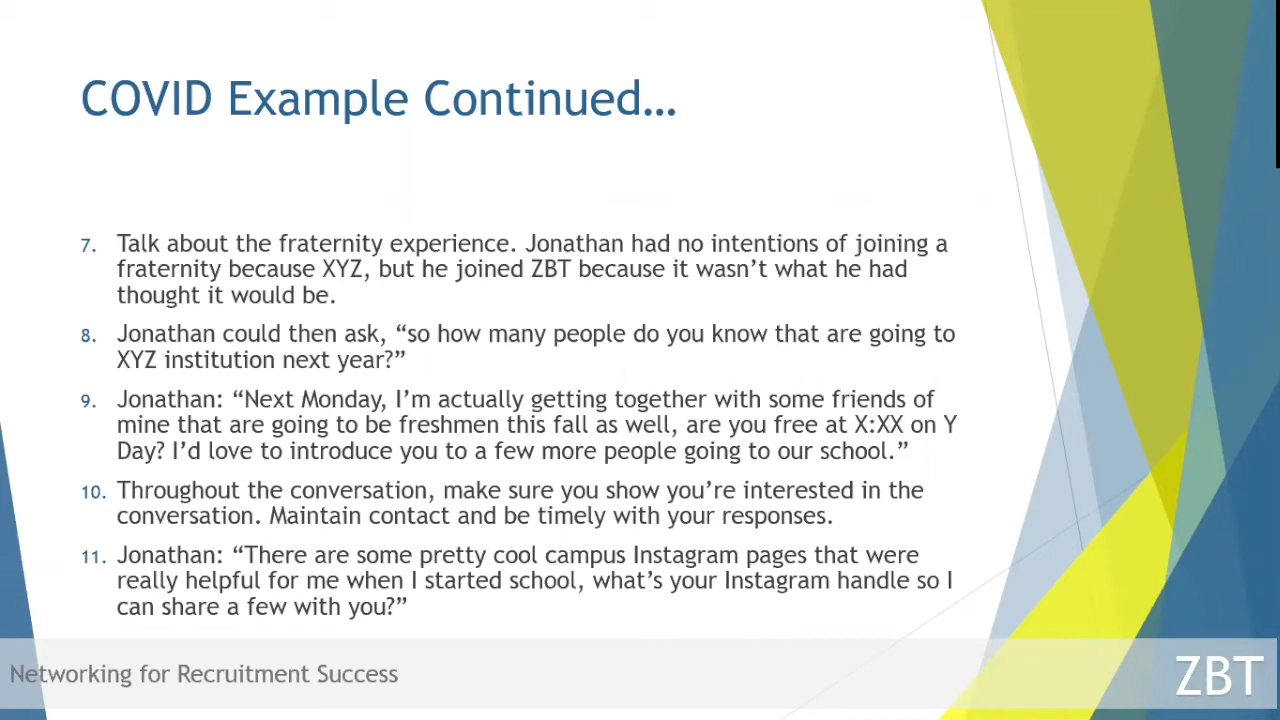 COVID Example Continued…
7. Talk about the fraternity experience. Jonathan had no intentions of joining a
fraternity because XYZ, but he joined ZBT because it wasn’t what he had
thought it would be.
8. Jonathan could then ask, “so how many people do you know that are going to
XYZ institution next year?”
9. Jonathan: “Next Monday, I’m actually getting together with some friends of
mine that are going to be freshmen this fall as well, are you free at X:XX on Y
Day? I’d love to introduce you to a few more people going to our school.”
10. Throughout the conversation, make sure you show you’re interested in the
conversation. Maintain contact and be timely with your responses.
11. Jonathan: “There are some pretty cool campus Instagram pages that were
really helpful for me when I started school, what’s your Instagram handle so I
can share a few with you?”
Networking for Recruitment Success
ZBT